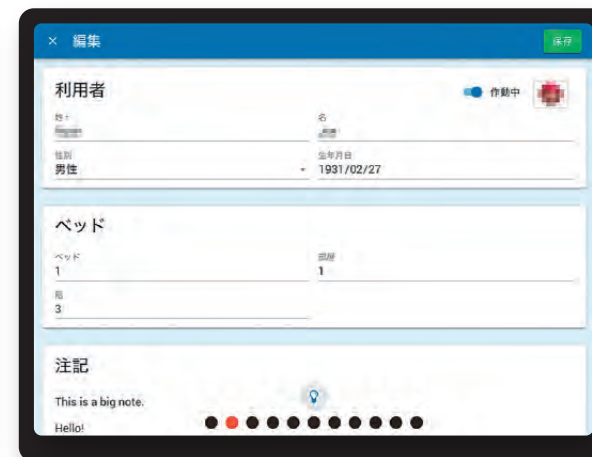 × 編集 保存
利用者 作動中
姓* 名
性別 生年月日
男性 1931/02/27
ベッド
ベッド 部屋
1 1
階
3
注記
This is a big note.
Hello!